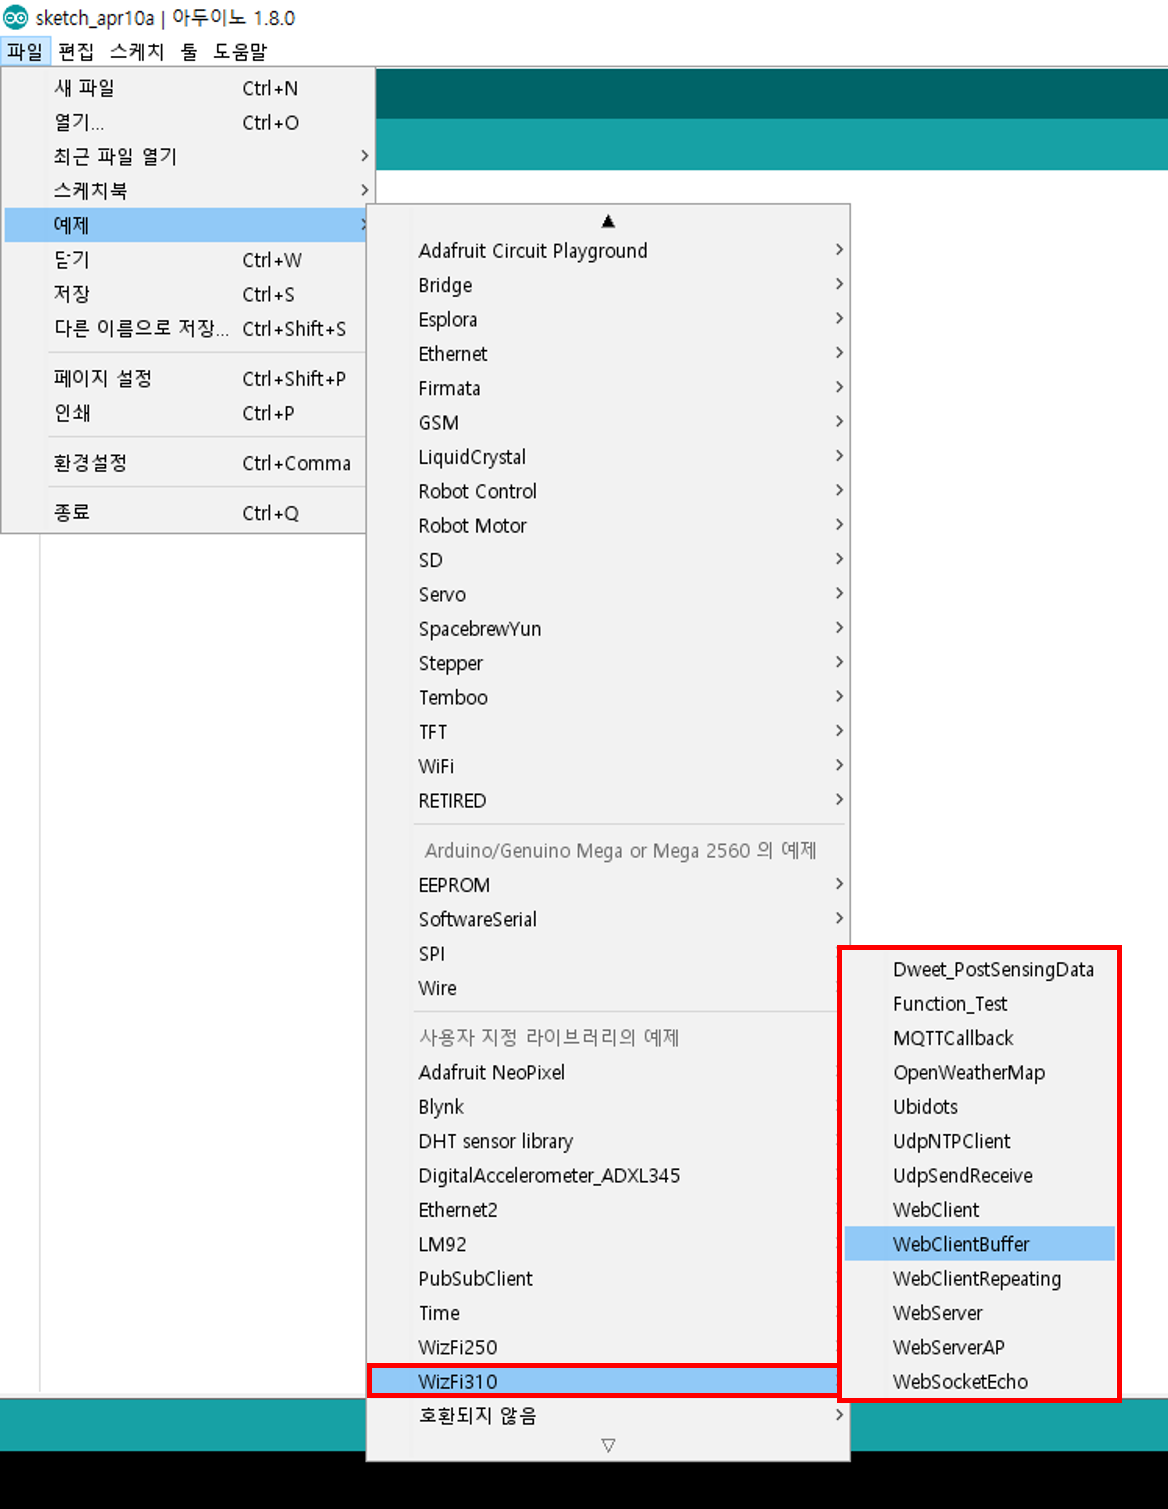 sketch_apr10a | 아두이노 1.8.0
파일 편집 스케치 툴 도움말
새 파일 Ctrl+N
열기... Ctrl+O
최근 파일 열기
스케치북
예제
닫기 Ctrl+W
저장 Ctrl+S
다른 이름으로 저장... Ctrl+Shift+S
페이지 설정 Ctrl+Shift+P
인쇄 Ctrl+P
환경설정 Ctrl+Comma
종료 Ctrl+Q
Adafruit Circuit Playground
Bridge
Esplora
Ethernet
Firmata
GSM
LiquidCrystal
Robot Control
Robot Motor
SD
Servo
SpacebrewYun
Stepper
Temboo
TFT
WiFi
RETIRED
Arduino/Genuino Mega or Mega 2560 의 예제
EEPROM
SoftwareSerial
SPI
Wire
사용자 지정 라이브러리의 예제
Adafruit NeoPixel
Blynk
DHT sensor library
DigitalAccelerometer_ADXL345
Ethernet2
LM92
PubSubClient
Time
WizFi250
WizFi310
호환되지 않음
Dweet_PostSensingData
Function_Test
MQTTCallback
OpenWeatherMap
Ubidots
UdpNTPClient
UdpSendReceive
WebClient
WebClientBuffer
WebClientRepeating
WebServer
WebServerAP
WebSocketEcho